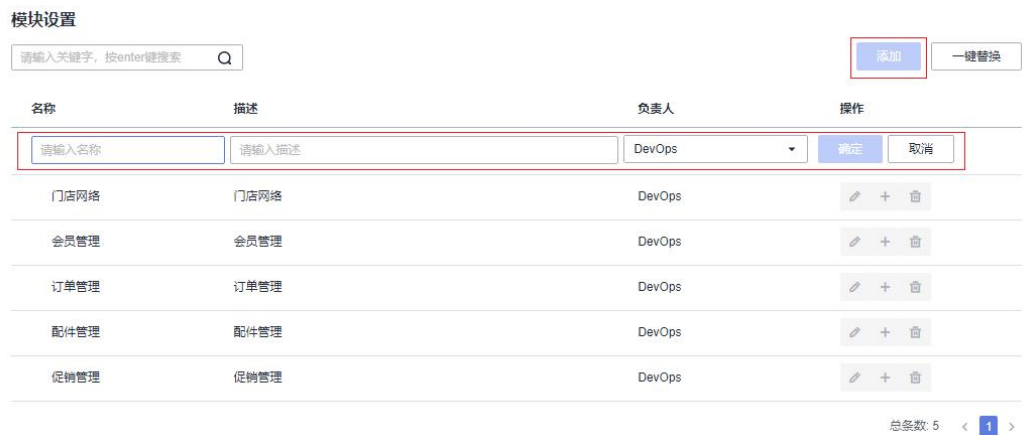 模块设置
请输入关键字，按enter键搜索 添加 一键替换
名称 描述 负责人 操作
请输入名称 请输入描述 DevOps 确定 取消
门店网络 门店网络 DevOps
会员管理 会员管理 DevOps
订单管理 订单管理 DevOps
配件管理 配件管理 DevOps
促销管理 促销管理 DevOps
总条数: 5 < 1 >